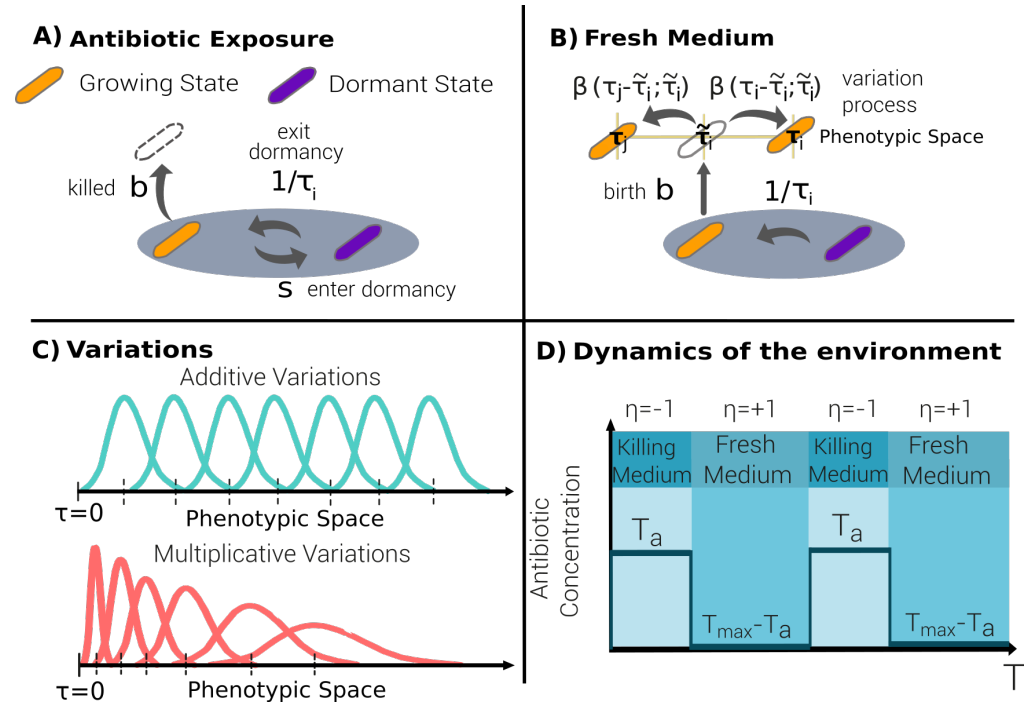 A) Antibiotic Exposure
Growing State
Dormant State
exit
dormancy
1/τi
killed b
s enter dormancy
B) Fresh Medium
β (τj-τ̃i;τ̃i)
β (τi-τ̃i;τ̃i)
variation
process
τj
τ̃i
τi
Phenotypic Space
birth b
1/τi
C) Variations
Additive Variations
τ=0
Phenotypic Space
Multiplicative Variations
τ=0
Phenotypic Space
D) Dynamics of the environment
η=-1
η=+1
η=-1
η=+1
Killing
Medium
Fresh
Medium
Killing
Medium
Fresh
Medium
Antibiotic
Concentration
Ta
Tmax-Ta
Ta
Tmax-Ta
T